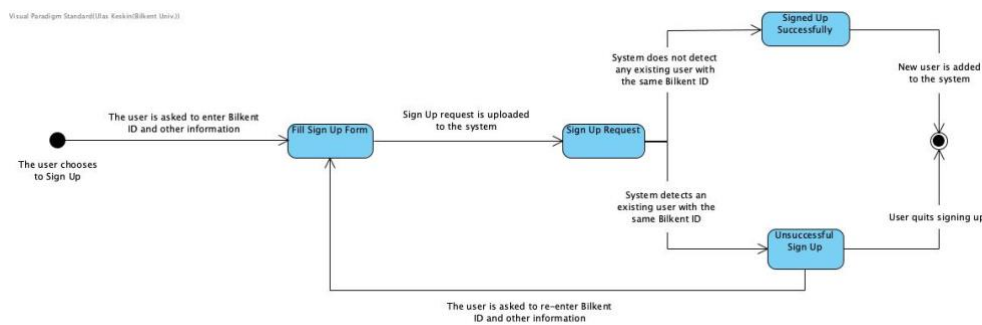 Visual Paradigm Standard(Ulas Keskin(Bilkent Univ.))
Signed Up
Successfully
System does not detect
any existing user with
the same Bilkent ID
New user is added
to the system
The user is asked to enter Bilkent
ID and other information
Sign Up request is uploaded
to the system
Fill Sign Up Form
Sign Up Request
The user chooses
to Sign Up
System detects an
existing user with the
same Bilkent ID
User quits signing up
Unsuccessful
Sign Up
The user is asked to re-enter Bilkent
ID and other information